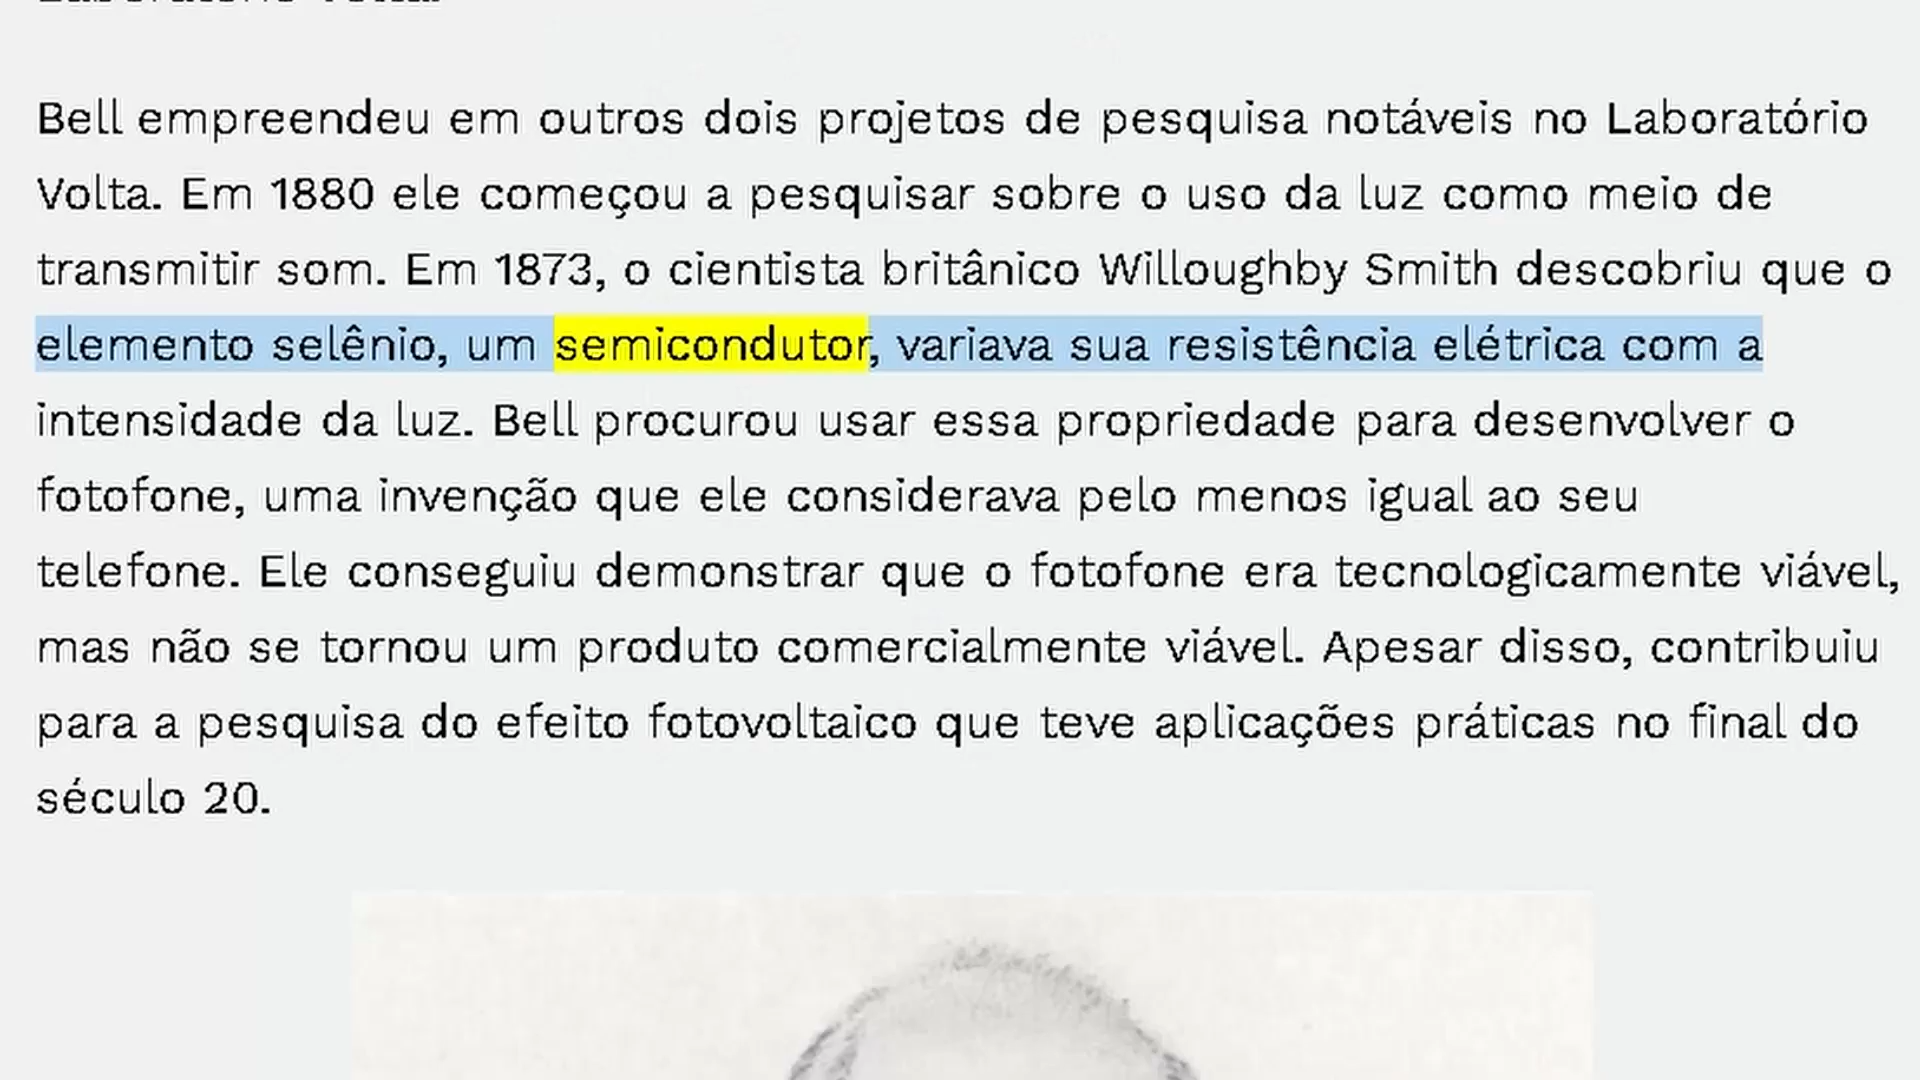 Bell empreendeu em outros dois projetos de pesquisa notáveis no Laboratório
Volta. Em 1880 ele começou a pesquisar sobre o uso da luz como meio de
transmitir som. Em 1873, o cientista britânico Willoughby Smith descobriu que o
elemento selênio, um semicondutor, variava sua resistência elétrica com a
intensidade da luz. Bell procurou usar essa propriedade para desenvolver o
fotofone, uma invenção que ele considerava pelo menos igual ao seu
telefone. Ele conseguiu demonstrar que o fotofone era tecnologicamente viável,
mas não se tornou um produto comercialmente viável. Apesar disso, contribuiu
para a pesquisa do efeito fotovoltaico que teve aplicações práticas no final do
século 20.